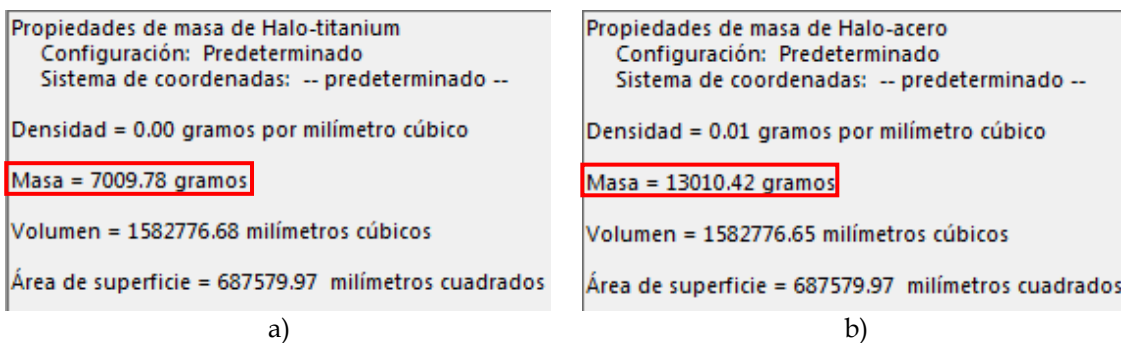 Propiedades de masa de Halo-titanium
Configuración: Predeterminado
Sistema de coordenadas: -- predeterminado --
Densidad = 0.00 gramos por milímetro cúbico
Masa = 7009.78 gramos
Volumen = 1582776.68 milímetros cúbicos
Área de superficie = 687579.97 milímetros cuadrados
a)
Propiedades de masa de Halo-acero
Configuración: Predeterminado
Sistema de coordenadas: -- predeterminado --
Densidad = 0.01 gramos por milímetro cúbico
Masa = 13010.42 gramos
Volumen = 1582776.65 milímetros cúbicos
Área de superficie = 687579.97 milímetros cuadrados
b)